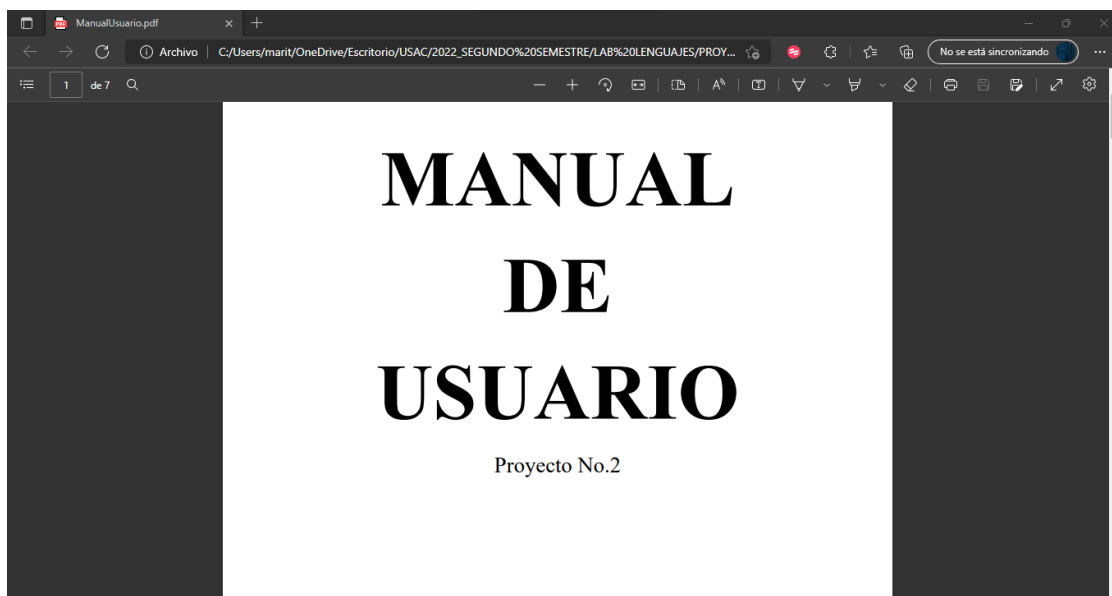 ManualUsuario.pdf
Archivo C:/Users/marit/OneDrive/Escritorio/USAC/2022_SEGUNDO%20SEMESTRE/LAB%20LENGUAJES/PROY... No se está sincronizando
1 de 7
MANUAL
DE
USUARIO
Proyecto No.2